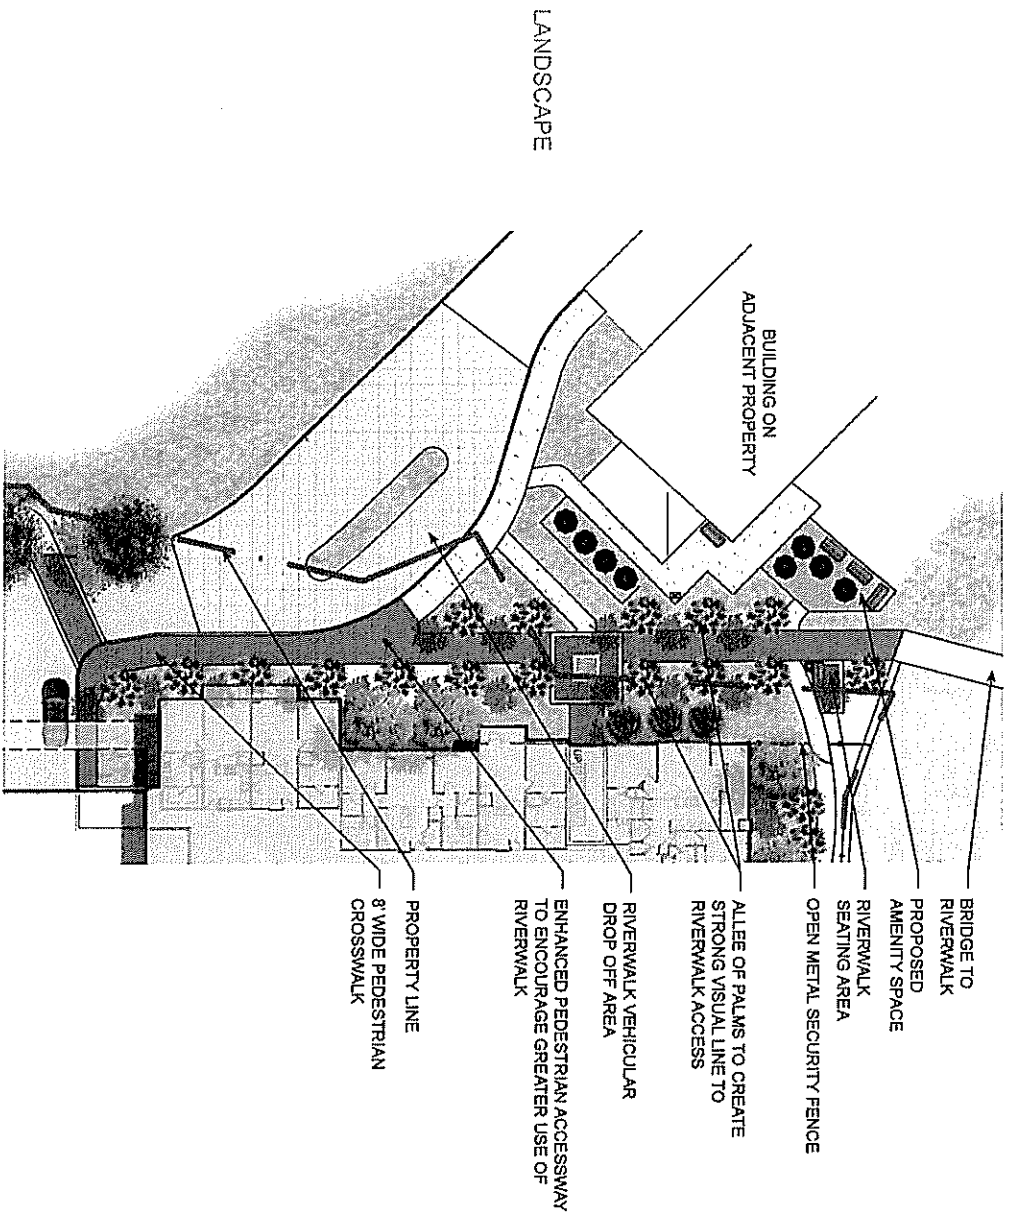 LANDSCAPE
BUILDING ON
ADJACENT PROPERTY
BRIDGE TO
RIVERWALK
PROPOSED
AMENITY SPACE
RIVERWALK
SEATING AREA
OPEN METAL SECURITY FENCE
ALLEE OF PALMS TO CREATE
STRONG VISUAL LINE TO
RIVERWALK ACCESS
RIVERWALK VEHICULAR
DROP OFF AREA
ENHANCED PEDESTRIAN ACCESSWAY
TO ENCOURAGE GREATER USE OF
RIVERWALK
PROPERTY LINE
8' WIDE PEDESTRIAN
CROSSWALK
UP